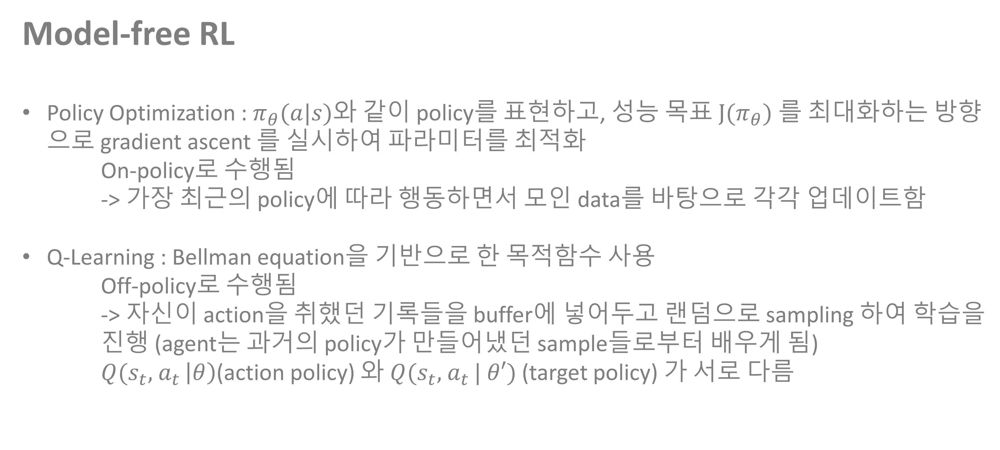 Model-free RL
• Policy Optimization : π_θ(a|s)와 같이 policy를 표현하고, 성능 목표 J(π_θ) 를 최대화하는 방향
으로 gradient ascent 를 실시하여 파라미터를 최적화
On-policy로 수행됨
-> 가장 최근의 policy에 따라 행동하면서 모인 data를 바탕으로 각각 업데이트함
• Q-Learning : Bellman equation을 기반으로 한 목적함수 사용
Off-policy로 수행됨
-> 자신이 action을 취했던 기록들을 buffer에 넣어두고 랜덤으로 sampling 하여 학습을
진행 (agent는 과거의 policy가 만들어냈던 sample들로부터 배우게 됨)
Q(s_t, a_t |θ)(action policy) 와 Q(s_t, a_t | θ′) (target policy) 가 서로 다름